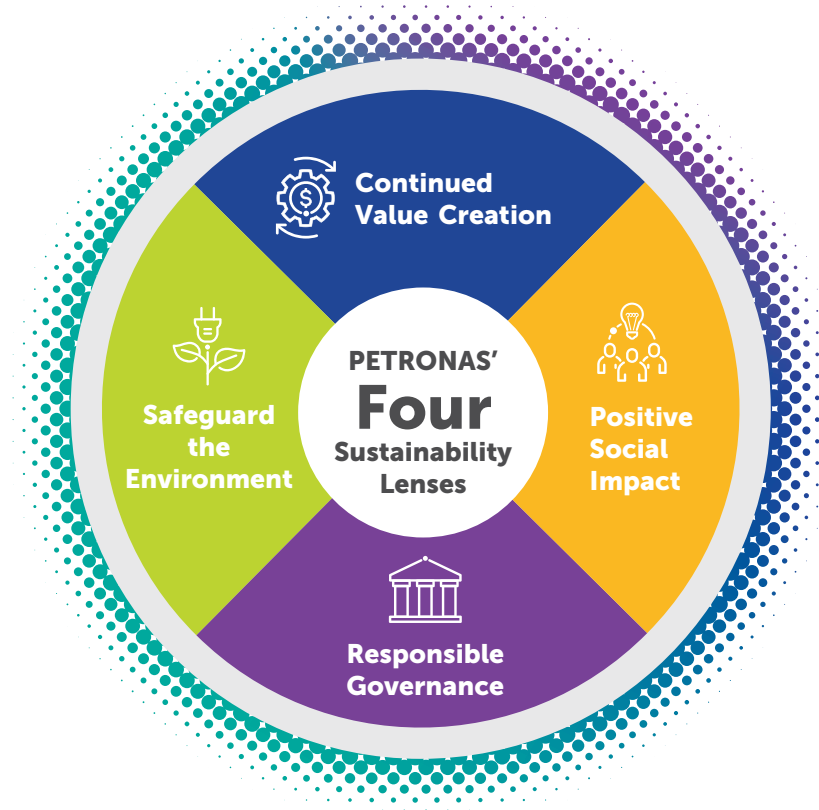 Continued
Value Creation
PETRONAS’
Four
Sustainability
Lenses
Safeguard
the
Environment
Positive
Social
Impact
Responsible
Governance